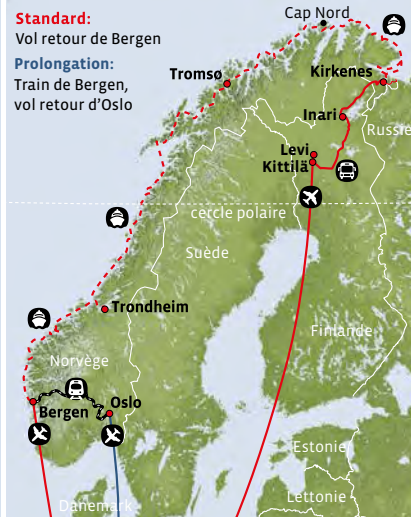 Standard:
Vol retour de Bergen
Prolongation:
Train de Bergen,
vol retour d'Oslo
Cap Nord
Tromsø
Kirkenes
Inari
Russie
Levi
Kittilä
cercle polaire
Suède
Trondheim
Finlande
Norvège
Bergen
Oslo
Estonie
Danemark
Lettonie